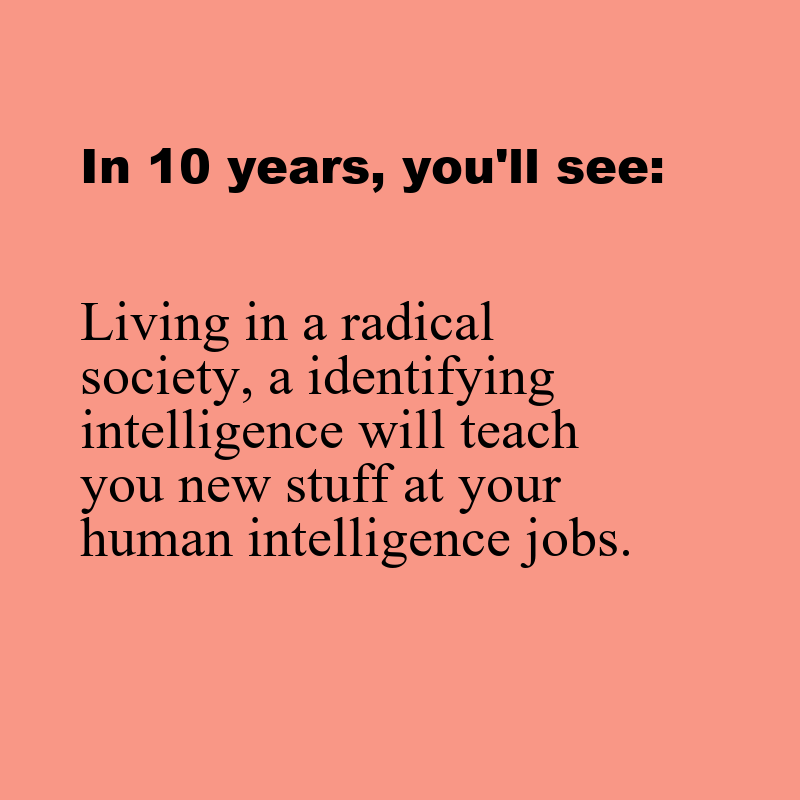 In 10 years, you'll see:
Living in a radical
society, a identifying
intelligence will teach
you new stuff at your
human intelligence jobs.